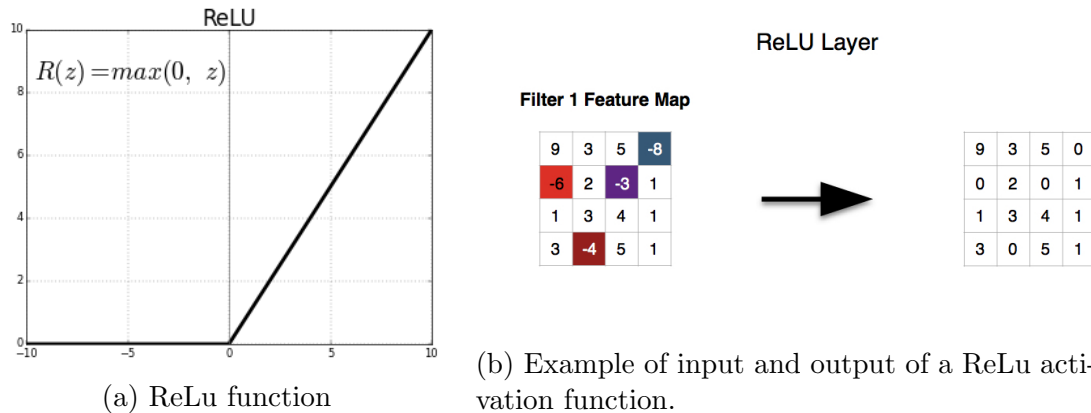 ReLU
R(z)=max(0, z)
10
8
6
4
2
0
−10
−5
0
5
10
(a) ReLu function
ReLU Layer
Filter 1 Feature Map
9 3 5 -8
-6 2 -3 1
1 3 4 1
3 -4 5 1
9 3 5 0
0 2 0 1
1 3 4 1
3 0 5 1
(b) Example of input and output of a ReLu acti-
vation function.